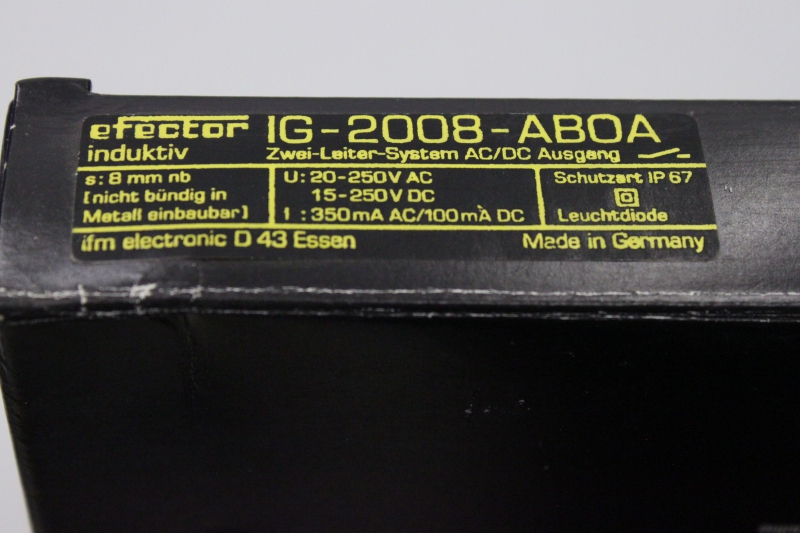 efector IG-2008-ABOA
induktiv Zwei-Leiter-System AC/DC Ausgang
s: 8 mm nb
[nicht bündig in
Metall einbaubar]
U: 20-250V AC
15-250V DC
I : 350mA AC/100mA DC
Schutzart IP 67
Leuchtdiode
ifm electronic D 43 Essen Made in Germany